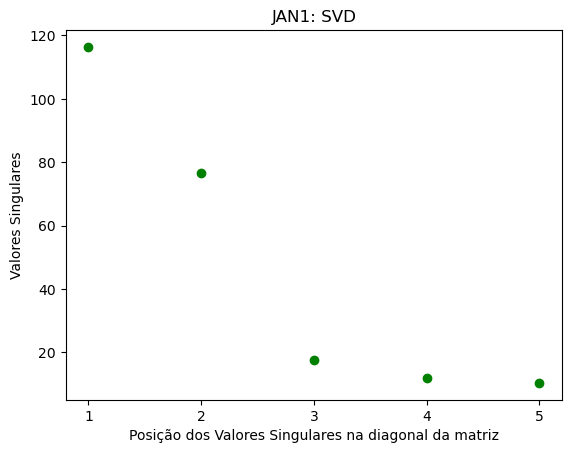 JAN1: SVD
120
100
80
60
40
20
Valores Singulares
1 2 3 4 5
Posição dos Valores Singulares na diagonal da matriz